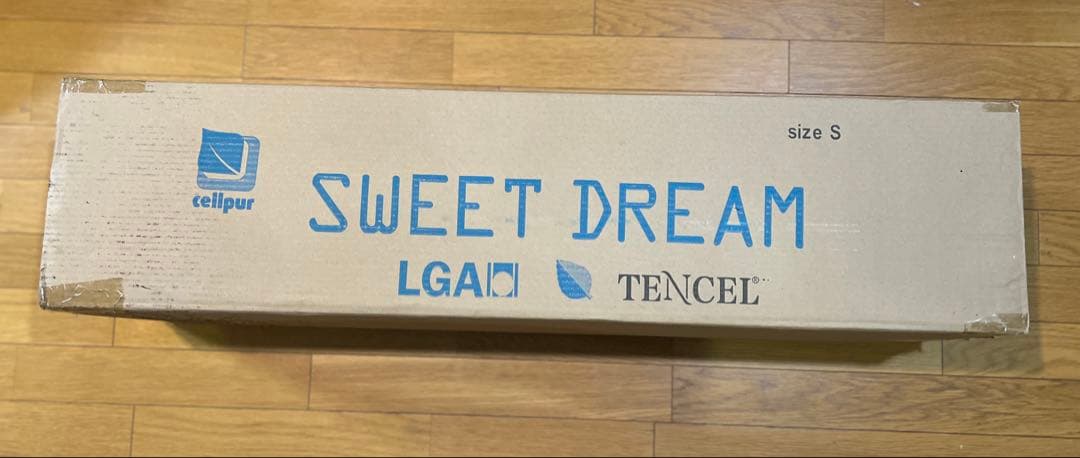 size S
cellpur
SWEET DREAM
LGA
TENCEL®